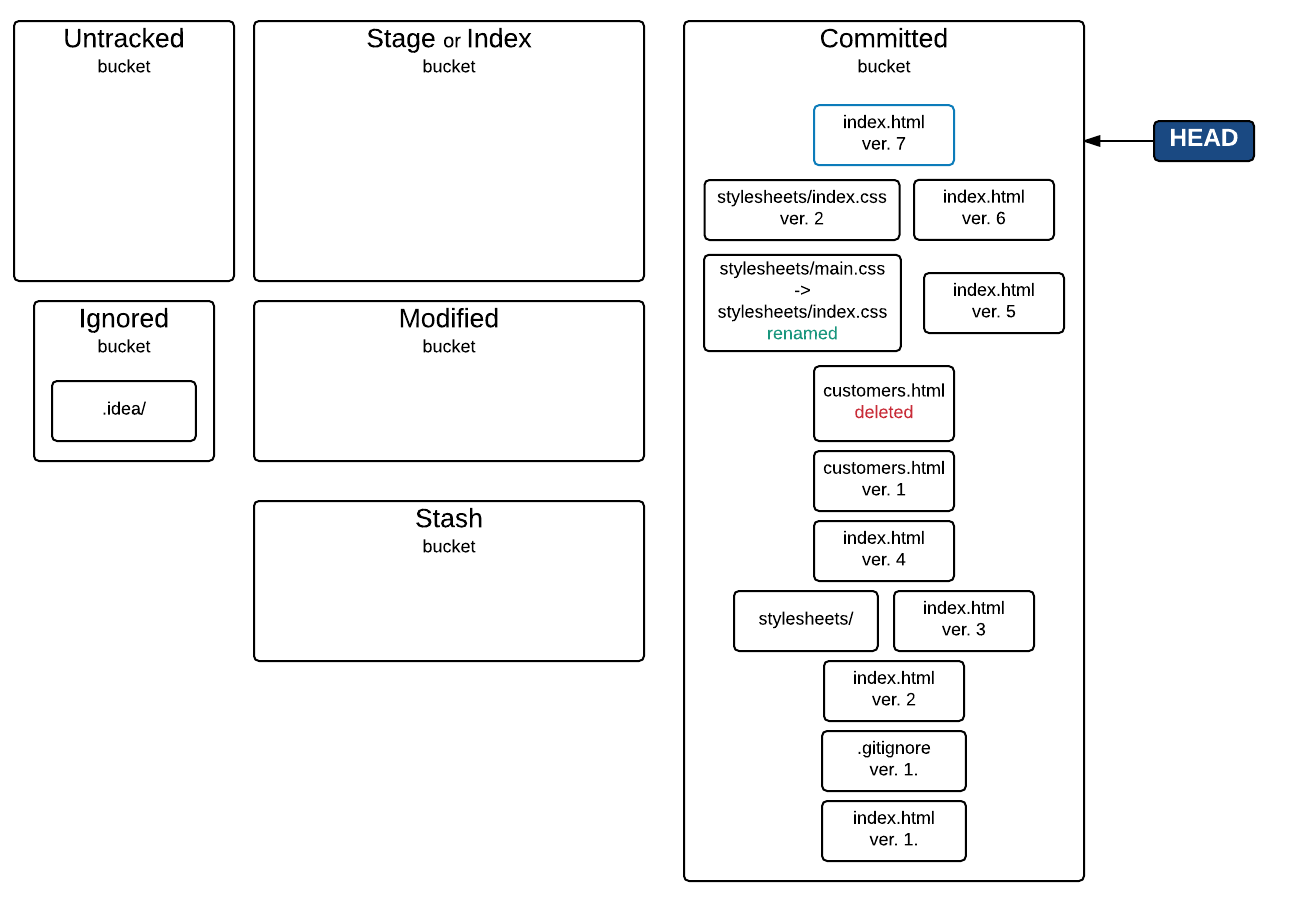 Untracked
bucket
Stage or Index
bucket
Committed
bucket
index.html
ver. 7
HEAD
stylesheets/index.css
ver. 2
index.html
ver. 6
stylesheets/main.css
->
stylesheets/index.css
renamed
index.html
ver. 5
Ignored
bucket
.idea/
Modified
bucket
customers.html
deleted
customers.html
ver. 1
Stash
bucket
index.html
ver. 4
stylesheets/
index.html
ver. 3
index.html
ver. 2
.gitignore
ver. 1.
index.html
ver. 1.